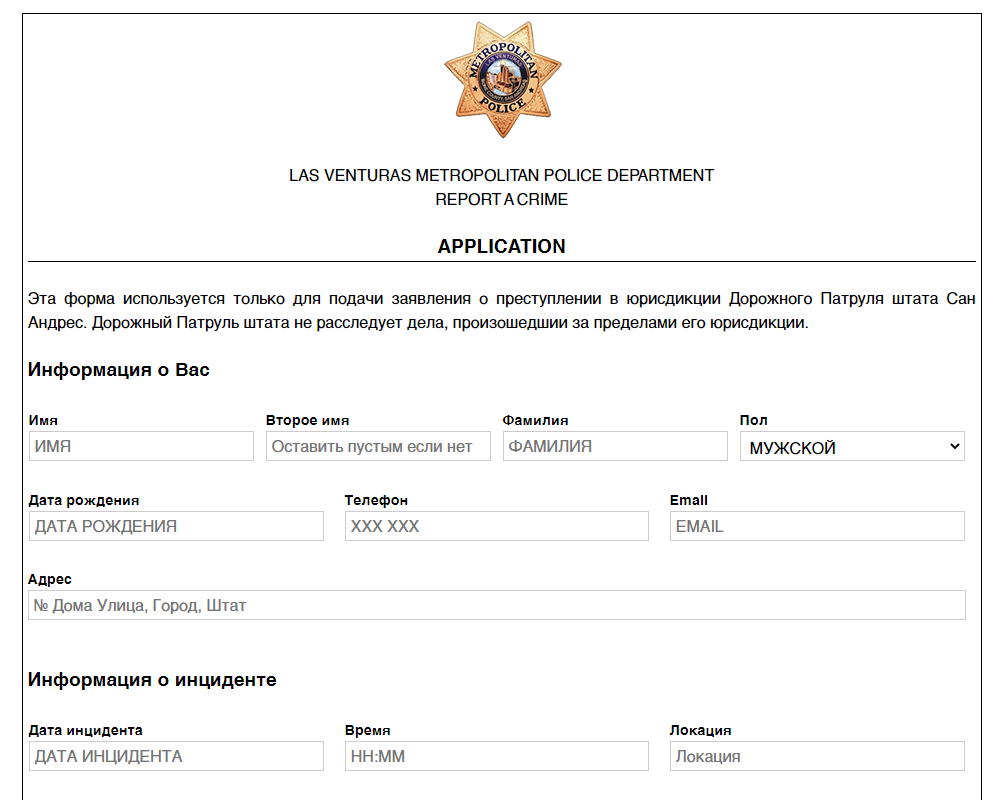 METROPOLITAN
LAS VENTURAS
POLICE
LAS VENTURAS METROPOLITAN POLICE DEPARTMENT
REPORT A CRIME
APPLICATION
Эта форма используется только для подачи заявления о преступлении в юрисдикции Дорожного Патруля штата Сан
Андрес. Дорожный Патруль штата не расследует дела, произошедшии за пределами его юрисдикции.
Информация о Вас
Имя Второе имя Фамилия Пол
ИМЯ Оставить пустым если нет ФАМИЛИЯ МУЖСКОЙ
Дата рождения Телефон Email
ДАТА РОЖДЕНИЯ XXX XXX EMAIL
Адрес
№ Дома Улица, Город, Штат
Информация о инциденте
Дата инцидента Время Локация
ДАТА ИНЦИДЕНТА HH:MM Локация